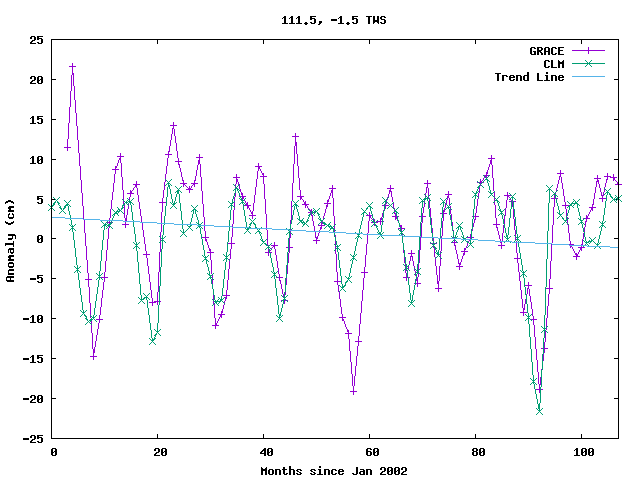 111.5, -1.5 TWS
GRACE
CLM
Trend Line
25
20
15
10
5
0
-5
-10
-15
-20
-25
Anomaly (cm)
0 20 40 60 80 100
Months since Jan 2002